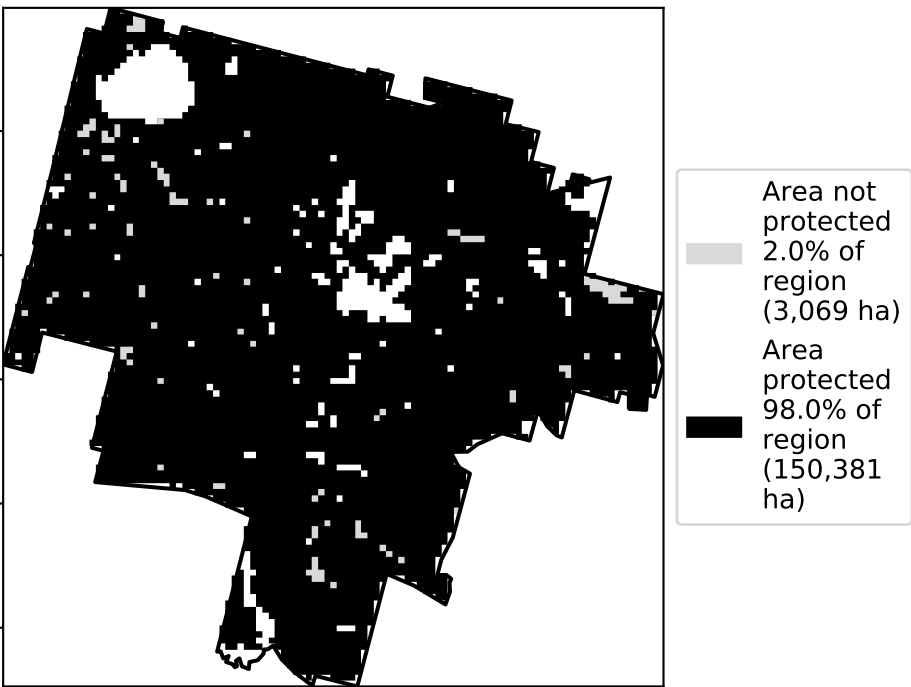 Area not
protected
2.0% of
region
(3,069 ha)
Area
protected
98.0% of
region
(150,381
ha)